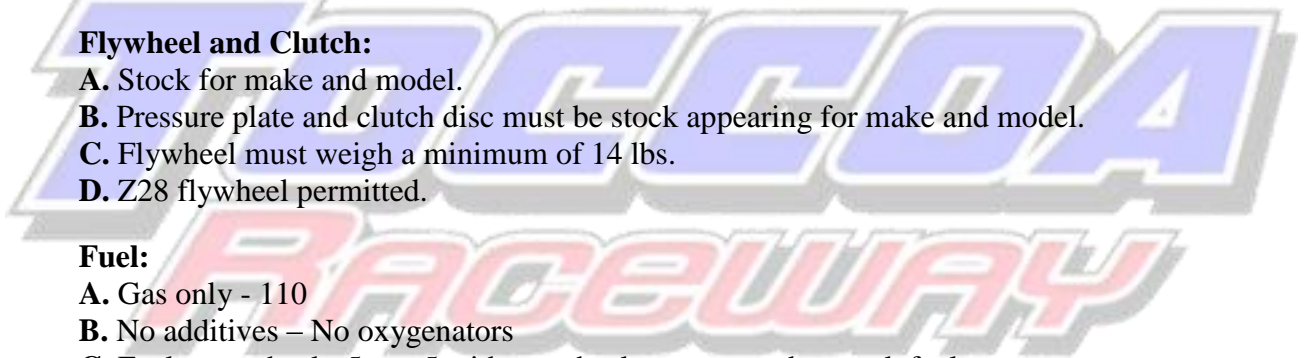 TOCCOA
RACEWAY
Flywheel and Clutch:
A. Stock for make and model.
B. Pressure plate and clutch disc must be stock appearing for make and model.
C. Flywheel must weigh a minimum of 14 lbs.
D. Z28 flywheel permitted.
Fuel:
A. Gas only - 110
B. No additives – No oxygenators